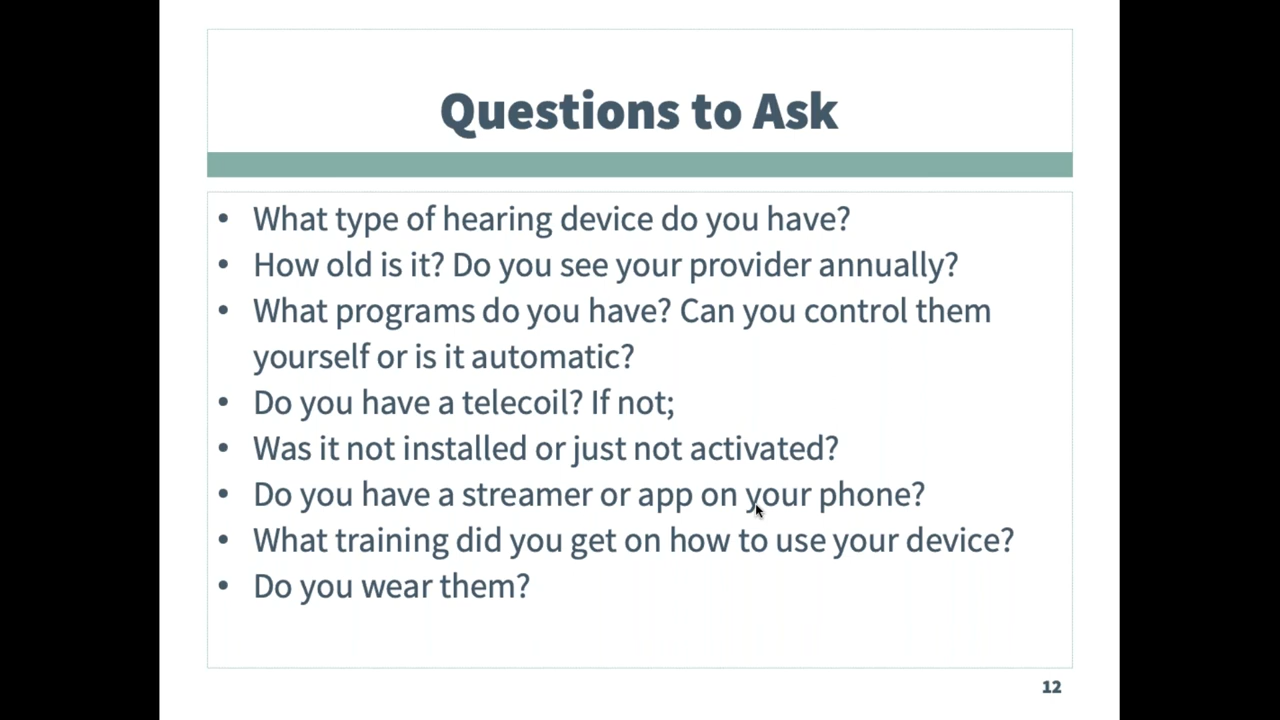 Questions to Ask
• What type of hearing device do you have?
• How old is it? Do you see your provider annually?
• What programs do you have? Can you control them
yourself or is it automatic?
• Do you have a telecoil? If not;
• Was it not installed or just not activated?
• Do you have a streamer or app on your phone?
• What training did you get on how to use your device?
• Do you wear them?
12